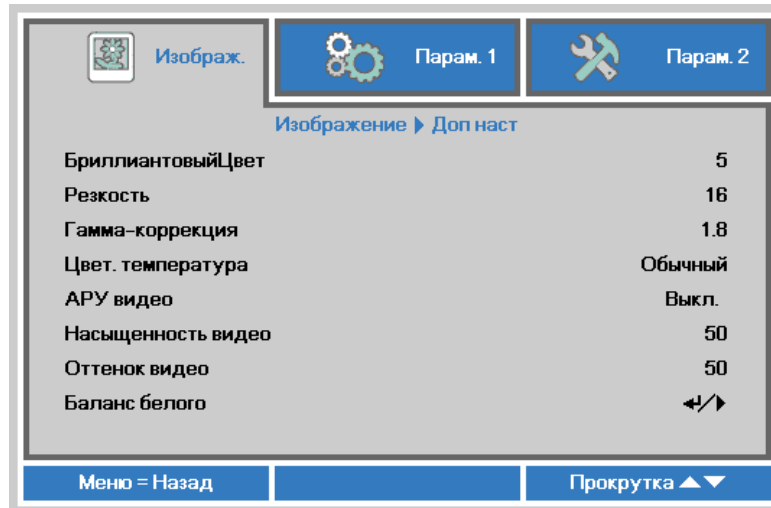 Изображ. Парам. 1 Парам. 2
Изображение Доп наст
БриллиантовыйЦвет 5
Резкость 16
Гамма-коррекция 1.8
Цвет. температура Обычный
АРУ видео Выкл.
Насыщенность видео 50
Оттенок видео 50
Баланс белого ↵/▶
Меню = Назад Прокрутка ▲▼